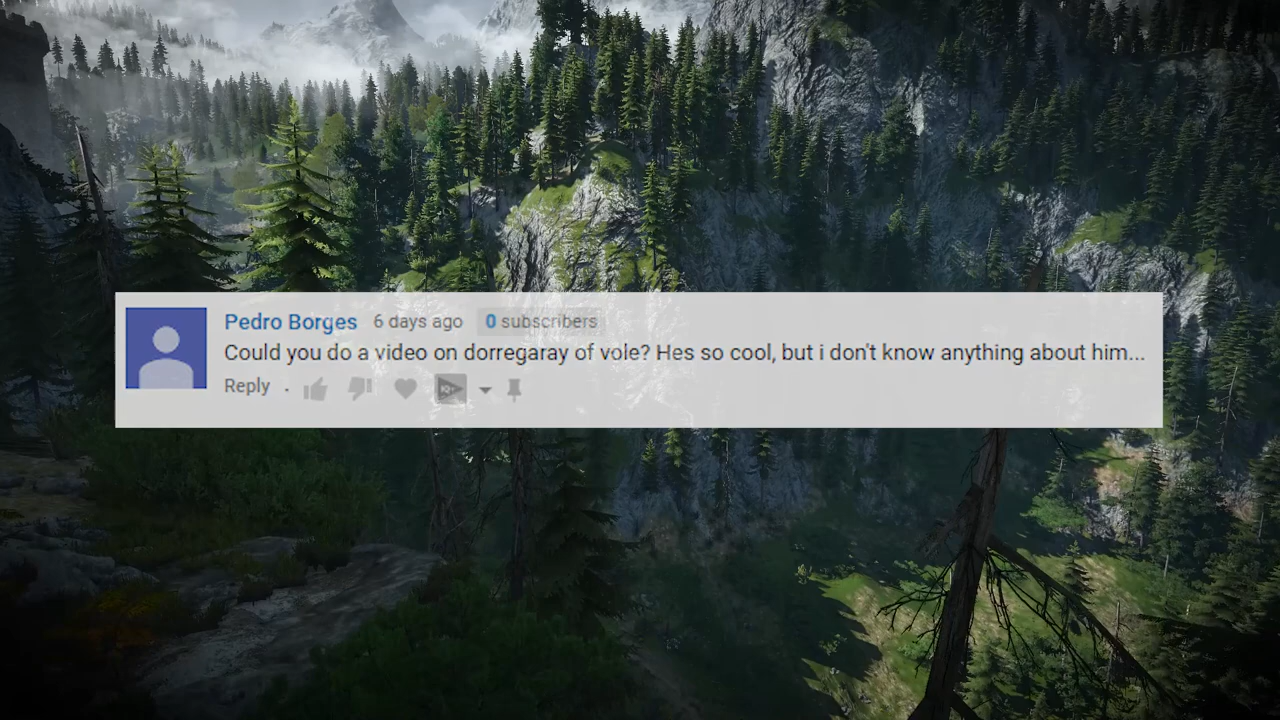 Pedro Borges 6 days ago 0 subscribers
Could you do a video on dorregaray of vole? Hes so cool, but i don't know anything about him...
Reply .